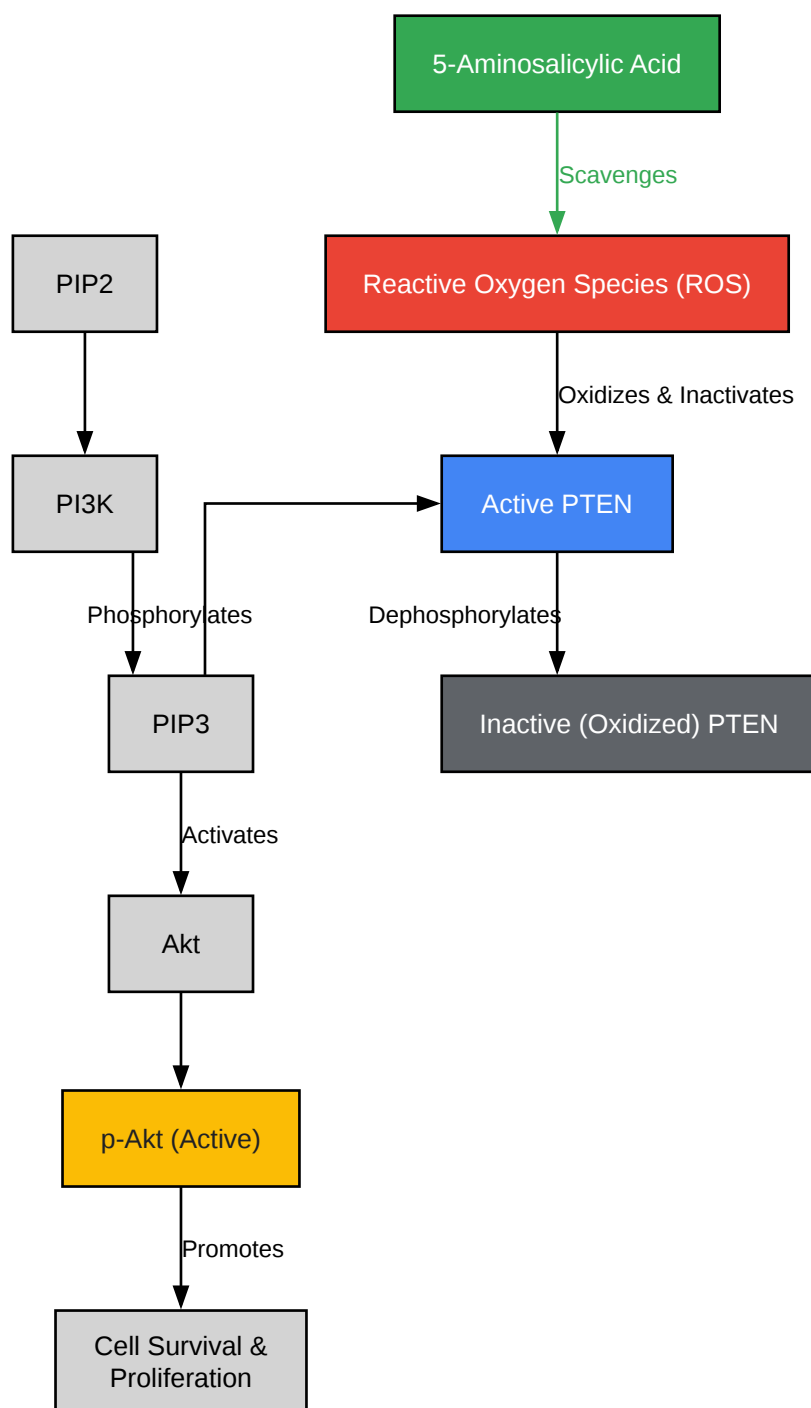 5-Aminosalicylic Acid
Scavenges
PIP2
Reactive Oxygen Species (ROS)
Oxidizes & Inactivates
PI3K
Active PTEN
Phosphorylates
Dephosphorylates
PIP3
Inactive (Oxidized) PTEN
Activates
Akt
p-Akt (Active)
Promotes
Cell Survival &
Proliferation